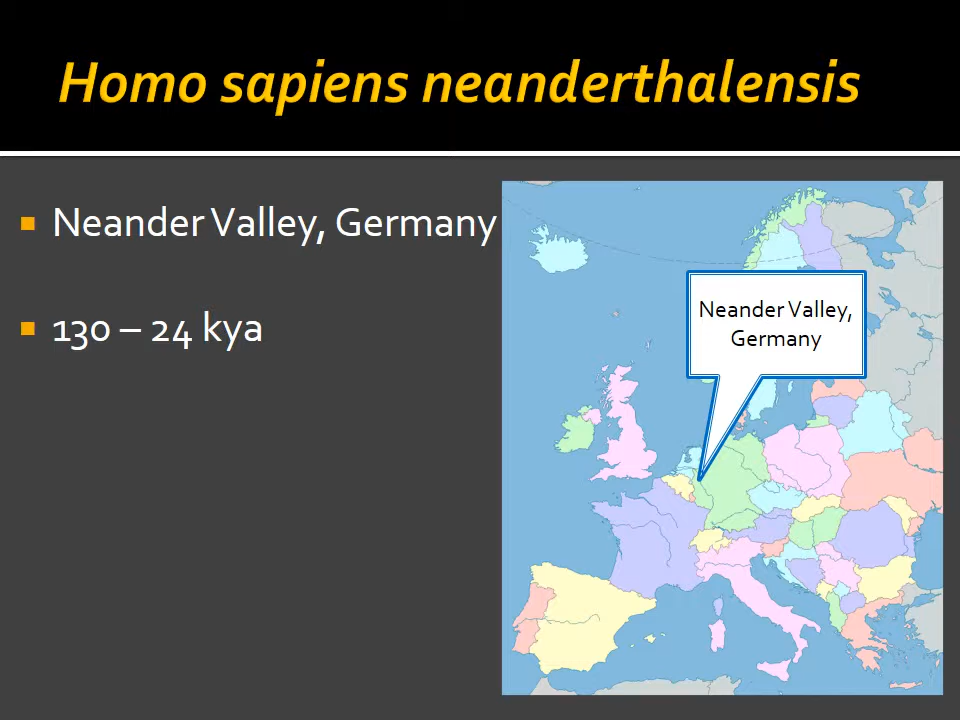 Homo sapiens neanderthalensis
Neander Valley, Germany
130 – 24 kya
Neander Valley,
Germany